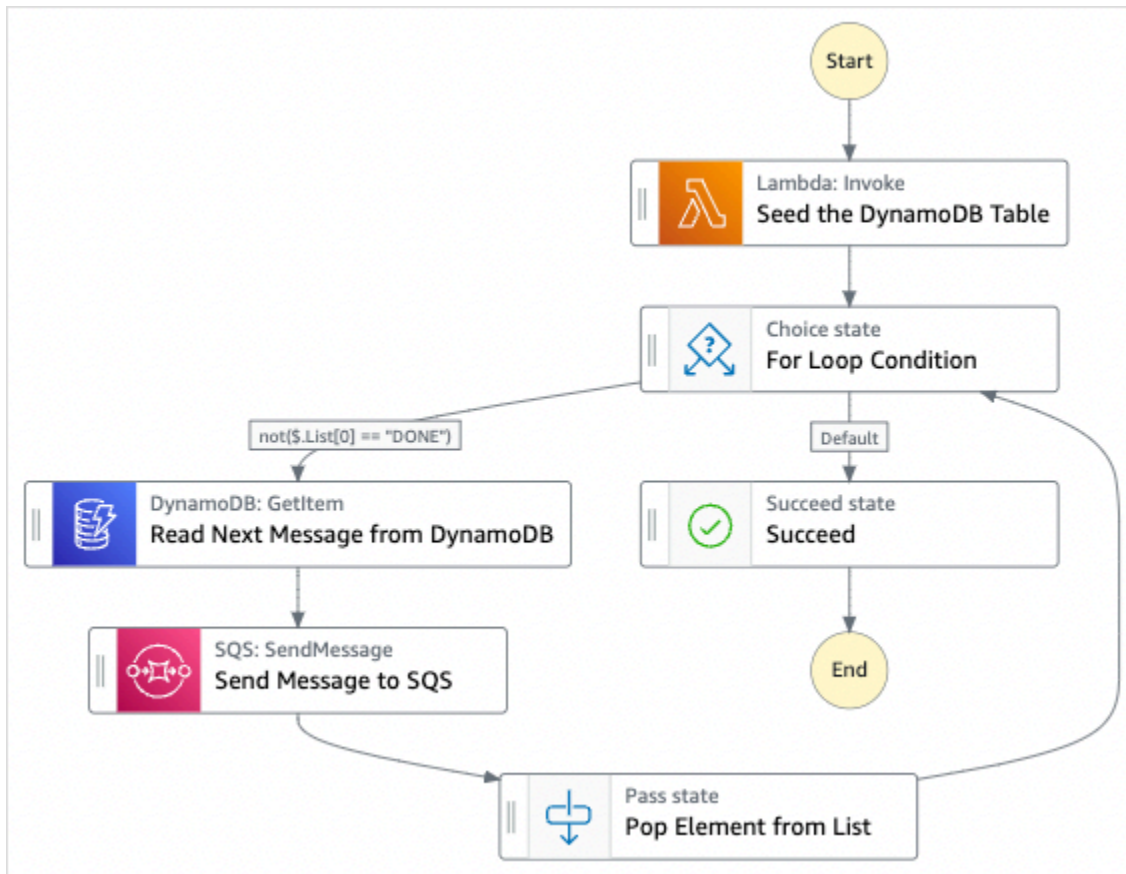 Start
Lambda: Invoke
Seed the DynamoDB Table
Choice state
?
For Loop Condition
not($.List[0] == "DONE")
Default
DynamoDB: GetItem
Read Next Message from DynamoDB
Succeed state
Succeed
SQS: SendMessage
Send Message to SQS
End
Pass state
Pop Element from List